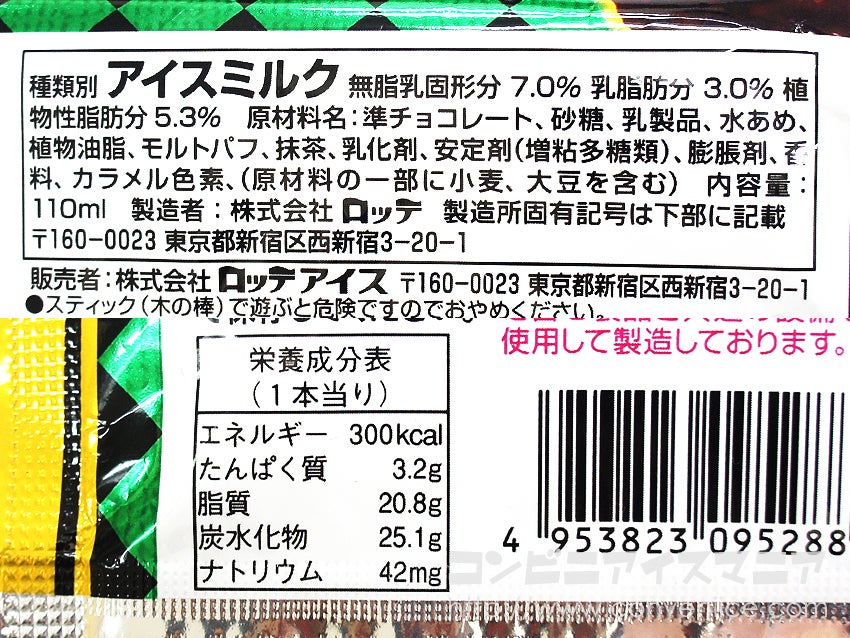 種類別 アイスミルク 無脂乳固形分 7.0% 乳脂肪分 3.0% 植
物性脂肪分 5.3% 原材料名：準チョコレート、砂糖、乳製品、水あめ、
植物油脂、モルトパフ、抹茶、乳化剤、安定剤（増粘多糖類）、膨脹剤、香
料、カラメル色素、（原材料の一部に小麦、大豆を含む） 内容量：
110ml 製造者：株式会社 ロッテ 製造所固有記号は下部に記載
〒160-0023 東京都新宿区西新宿3-20-1
販売者：株式会社 ロッテアイス 〒160-0023 東京都新宿区西新宿3-20-1
●スティック（木の棒）で遊ぶと危険ですのでおやめください。
使用して製造しております。
栄養成分表
（1本当り）
エネルギー 300kcal
たんぱく質 3.2g
脂質 20.8g
炭水化物 25.1g
ナトリウム 42mg
4 953823 095288
コンビニアイスマニア
www.conveniice.com